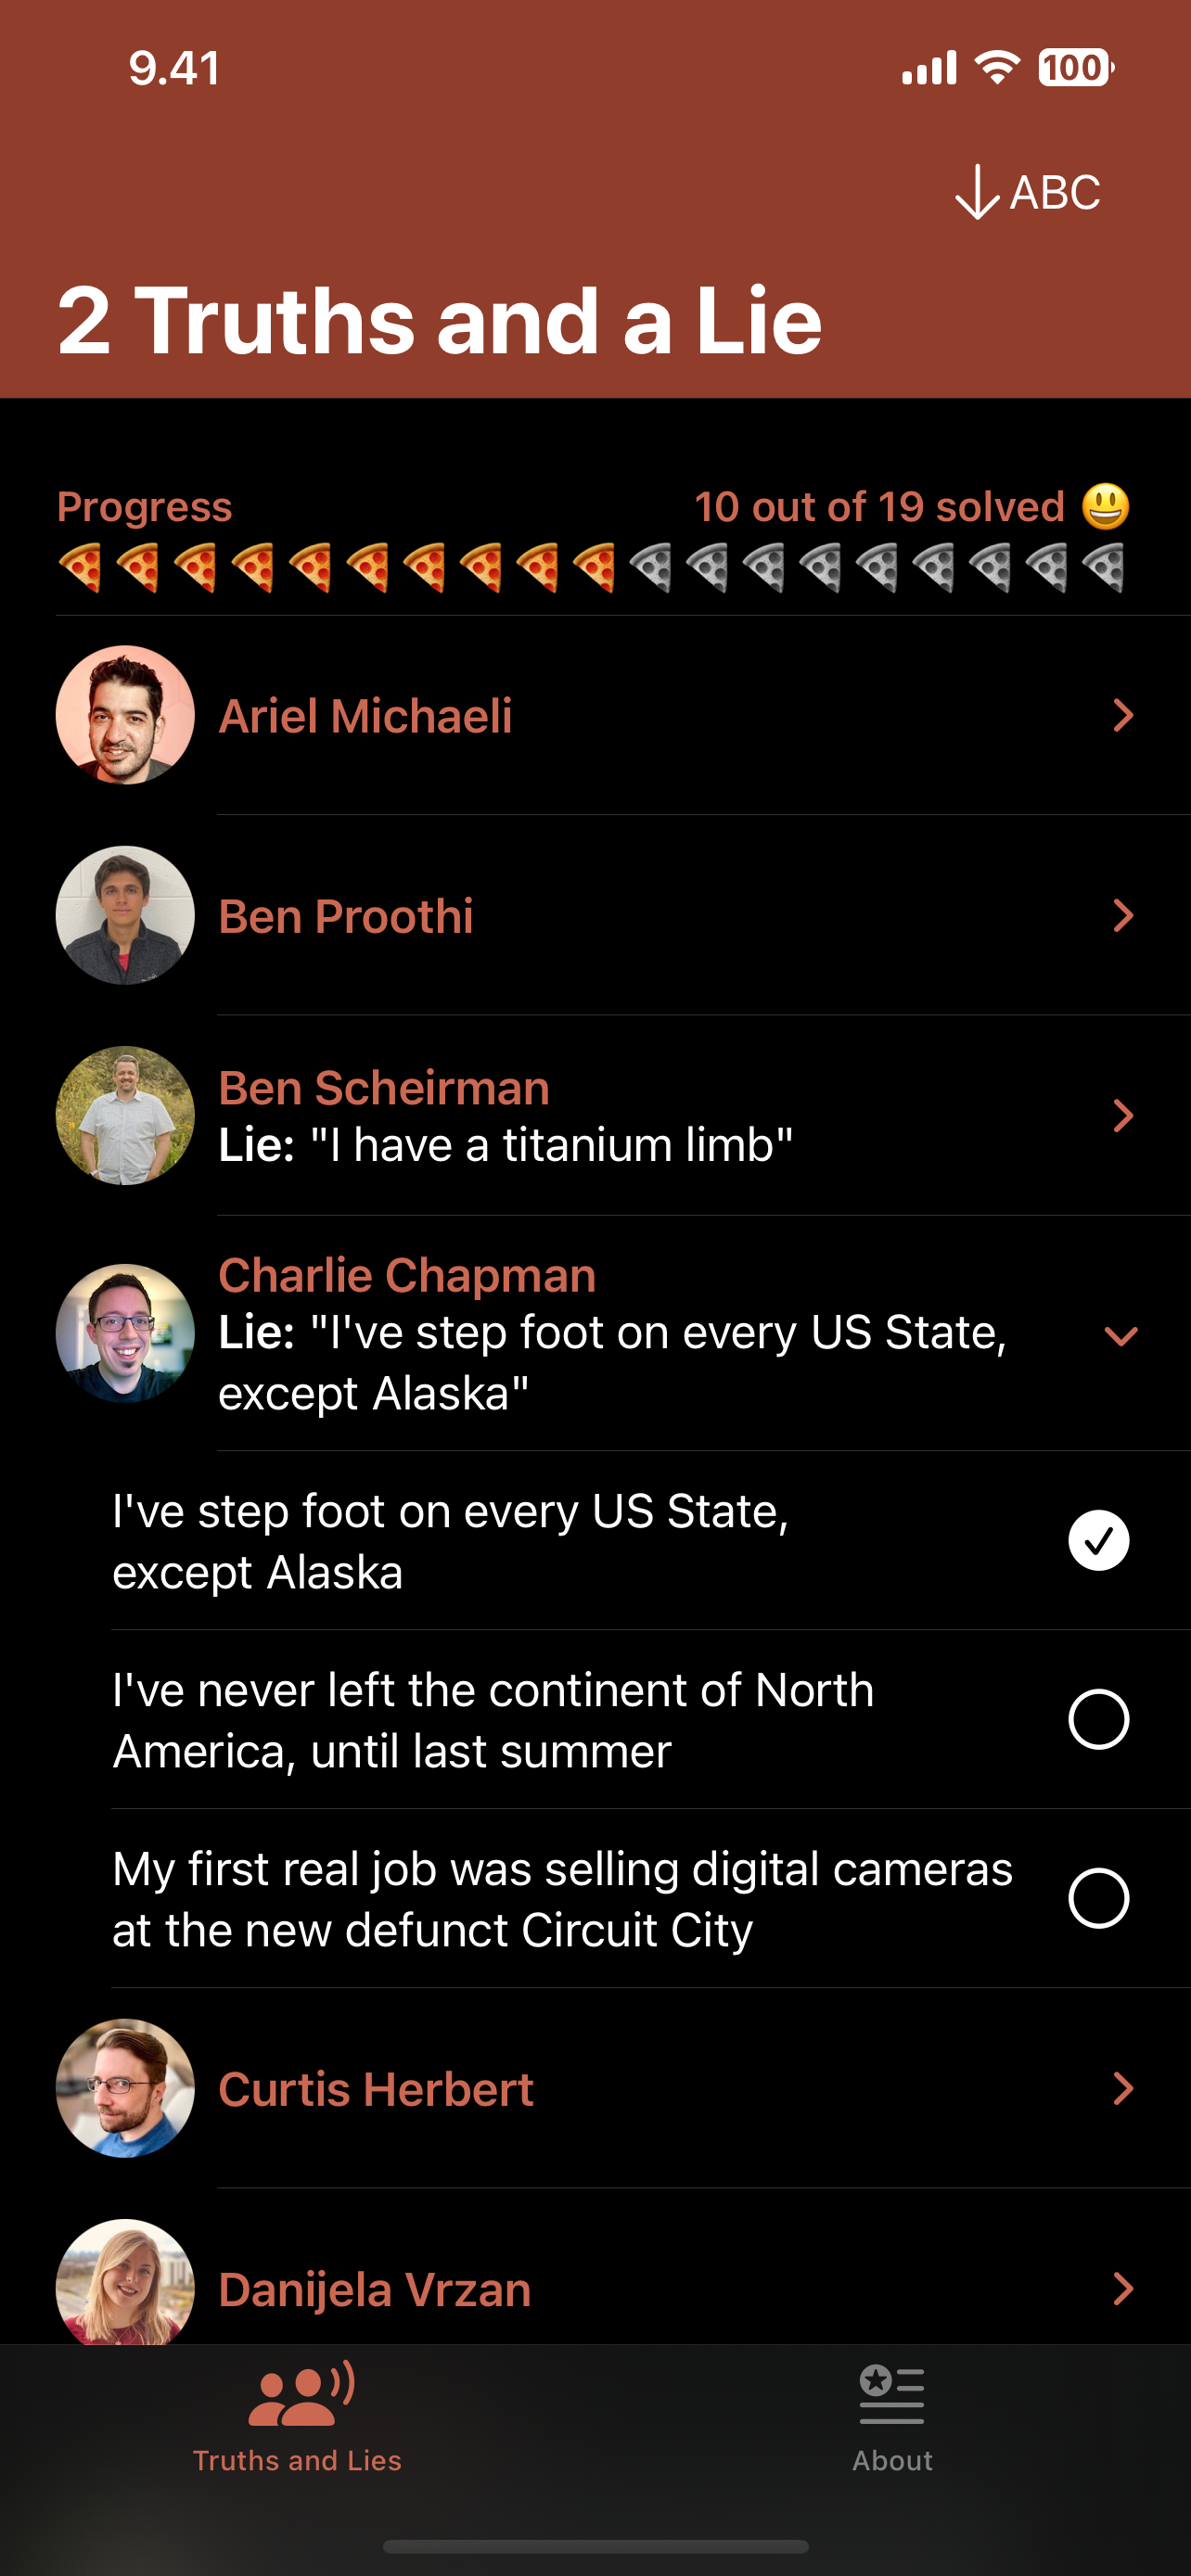 9.41
100
ABC
2 Truths and a Lie
Progress
10 out of 19 solved
Ariel Michaeli
Ben Proothi
Ben Scheirman
Lie: "I have a titanium limb"
Charlie Chapman
Lie: "I've step foot on every US State,
except Alaska"
I've step foot on every US State,
except Alaska
I've never left the continent of North
America, until last summer
My first real job was selling digital cameras
at the new defunct Circuit City
Curtis Herbert
Danijela Vrzan
Truths and Lies
About